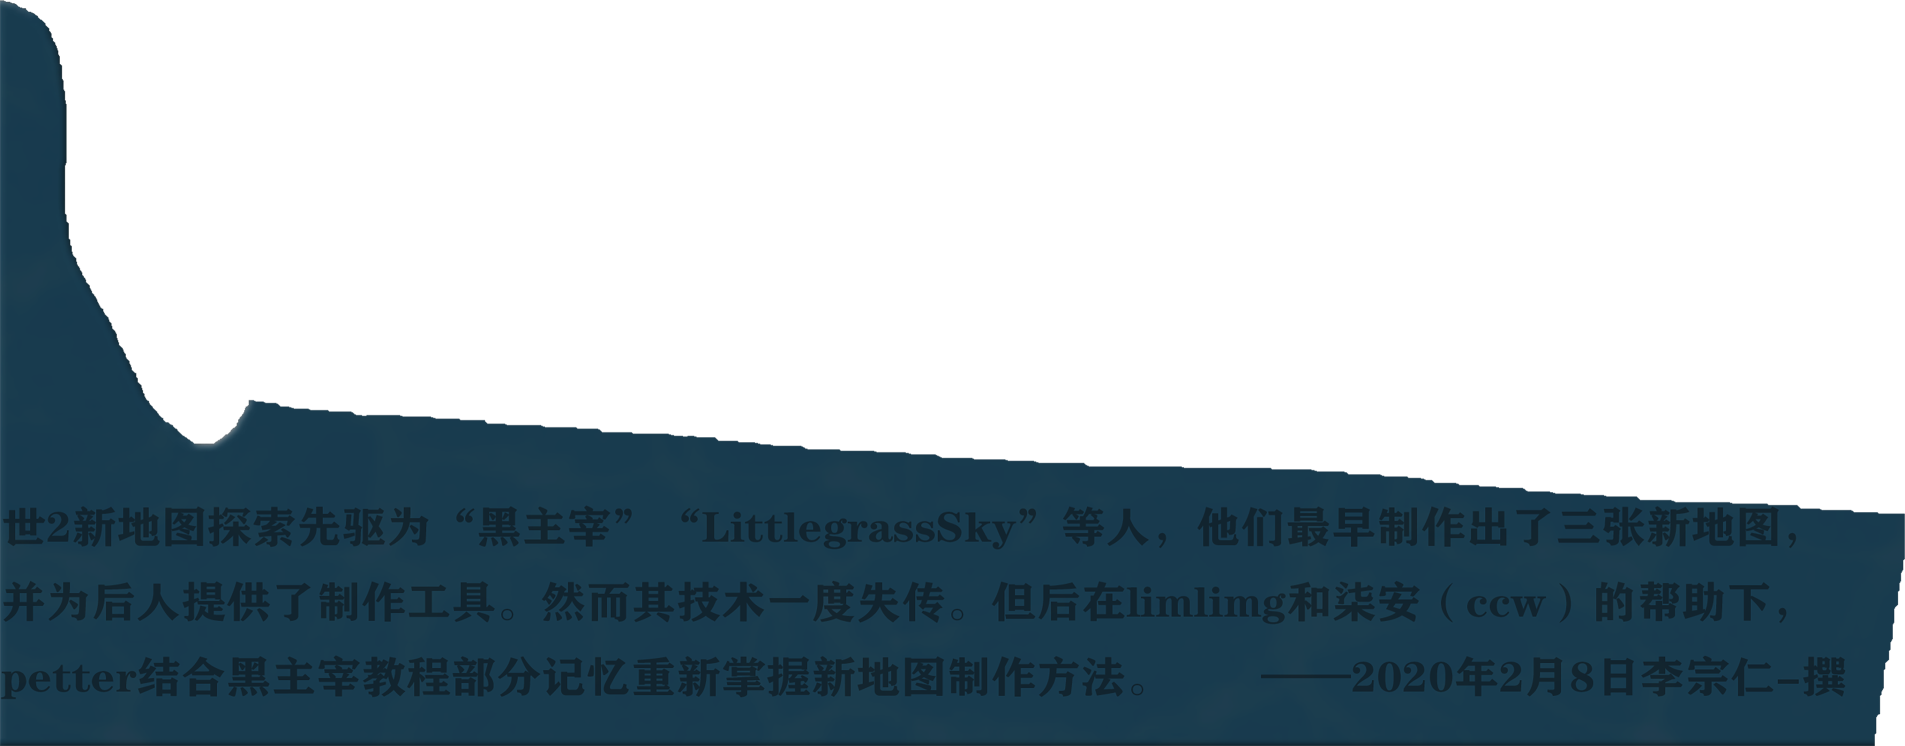 世2新地图探索先驱为“黑主宰”“LittlegrassSky”等人，他们最早制作出了三张新地图，
并为后人提供了制作工具。然而其技术一度失传。但后在limlimg和柒安（ccw）的帮助下，
petter结合黑主宰教程部分记忆重新掌握新地图制作方法。 ——2020年2月8日李宗仁-撰